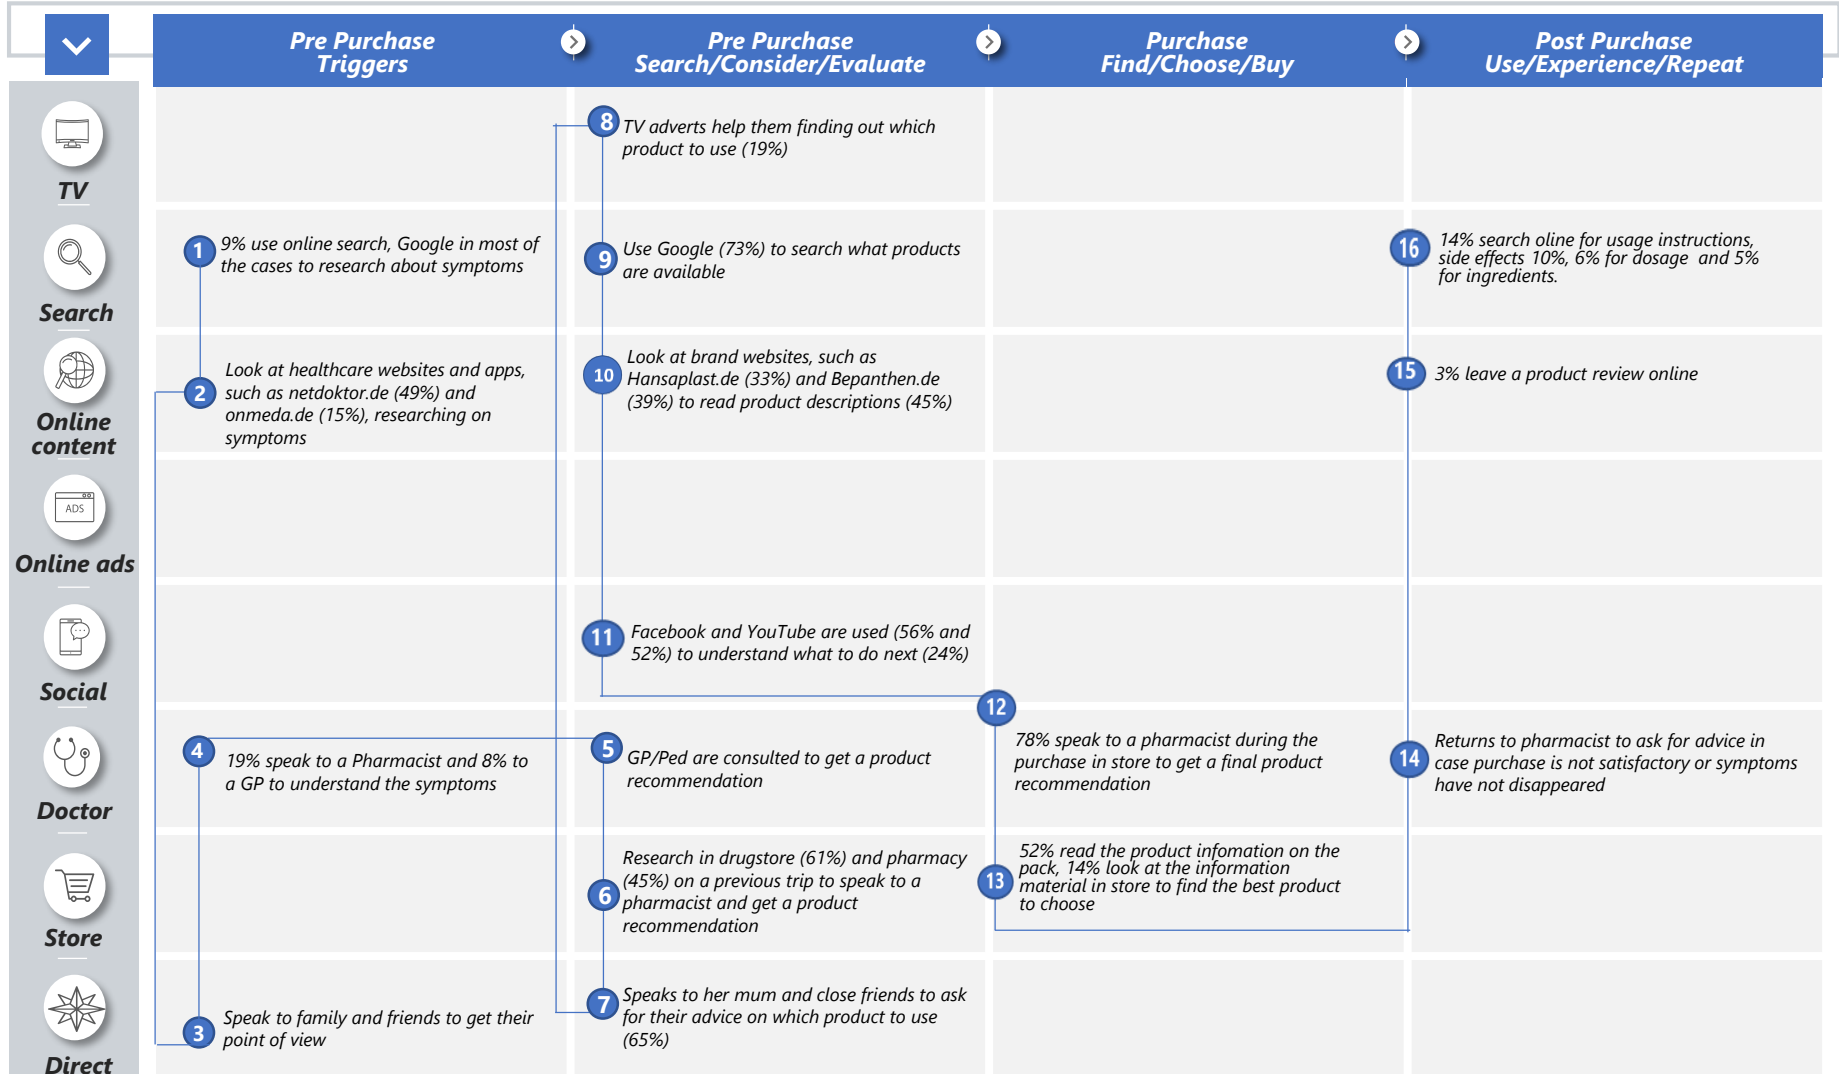 Pre Purchase
Triggers
Pre Purchase
Search/Consider/Evaluate
Purchase
Find/Choose/Buy
Post Purchase
Use/Experience/Repeat
TV
8
TV adverts help them finding out which
product to use (19%)
Search
1
9% use online search, Google in most of
the cases to research about symptoms
9
Use Google (73%) to search what products
are available
16
14% search oline for usage instructions,
side effects 10%, 6% for dosage and 5%
for ingredients.
Online
content
2
Look at healthcare websites and apps,
such as netdoktor.de (49%) and
onmeda.de (15%), researching on
symptoms
10
Look at brand websites, such as
Hansaplast.de (33%) and Bepanthen.de
(39%) to read product descriptions (45%)
15
3% leave a product review online
ADS
Online ads
Social
11
Facebook and YouTube are used (56% and
52%) to understand what to do next (24%)
Doctor
4
19% speak to a Pharmacist and 8% to
a GP to understand the symptoms
5
GP/Ped are consulted to get a product
recommendation
12
78% speak to a pharmacist during the
purchase in store to get a final product
recommendation
14
Returns to pharmacist to ask for advice in
case purchase is not satisfactory or symptoms
have not disappeared
Store
6
Research in drugstore (61%) and pharmacy
(45%) on a previous trip to speak to a
pharmacist and get a product
recommendation
13
52% read the product infomation on the
pack, 14% look at the information
material in store to find the best product
to choose
Direct
3
Speak to family and friends to get their
point of view
7
Speaks to her mum and close friends to ask
for their advice on which product to use
(65%)